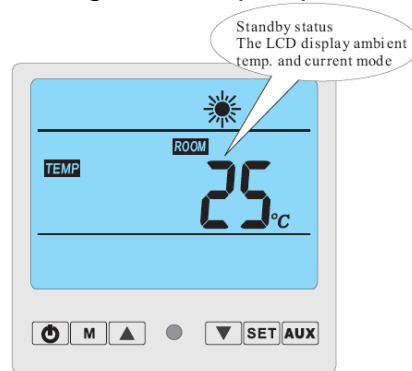 Standby status
The LCD display ambient
temp. and current mode
ROOM
TEMP
25°C
M
SET
AUX